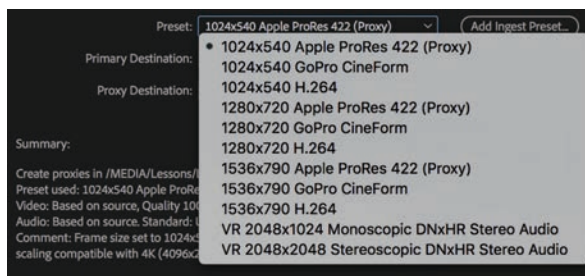 Preset: 1024x540 Apple ProRes 422 (Proxy) Add Ingest Preset...
• 1024x540 Apple ProRes 422 (Proxy)
Primary Destination: 1024x540 GoPro CineForm
1024x540 H.264
Proxy Destination: 1280x720 Apple ProRes 422 (Proxy)
1280x720 GoPro CineForm
1280x720 H.264
Summary: 1536x790 Apple ProRes 422 (Proxy)
Create proxies in /MEDIA/Lessons/
1536x790 GoPro CineForm
Preset used: 1024x540 Apple ProRe
1536x790 H.264
Video: Based on source, Quality 100
VR 2048x1024 Monoscopic DNxHR Stereo Audio
Audio: Based on source. Standard:
VR 2048x2048 Stereoscopic DNxHR Stereo Audio
Comment: Frame size set to 1024x
scaling compatible with 4K (4096x2